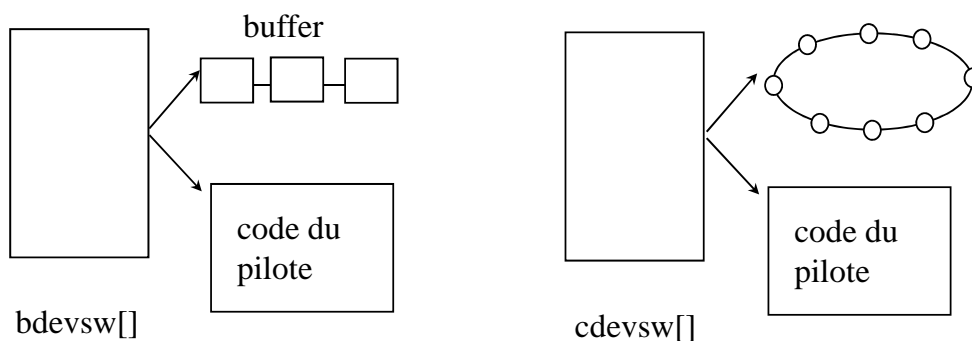 buffer
code du
pilote
bdevsw[]
code du
pilote
cdevsw[]